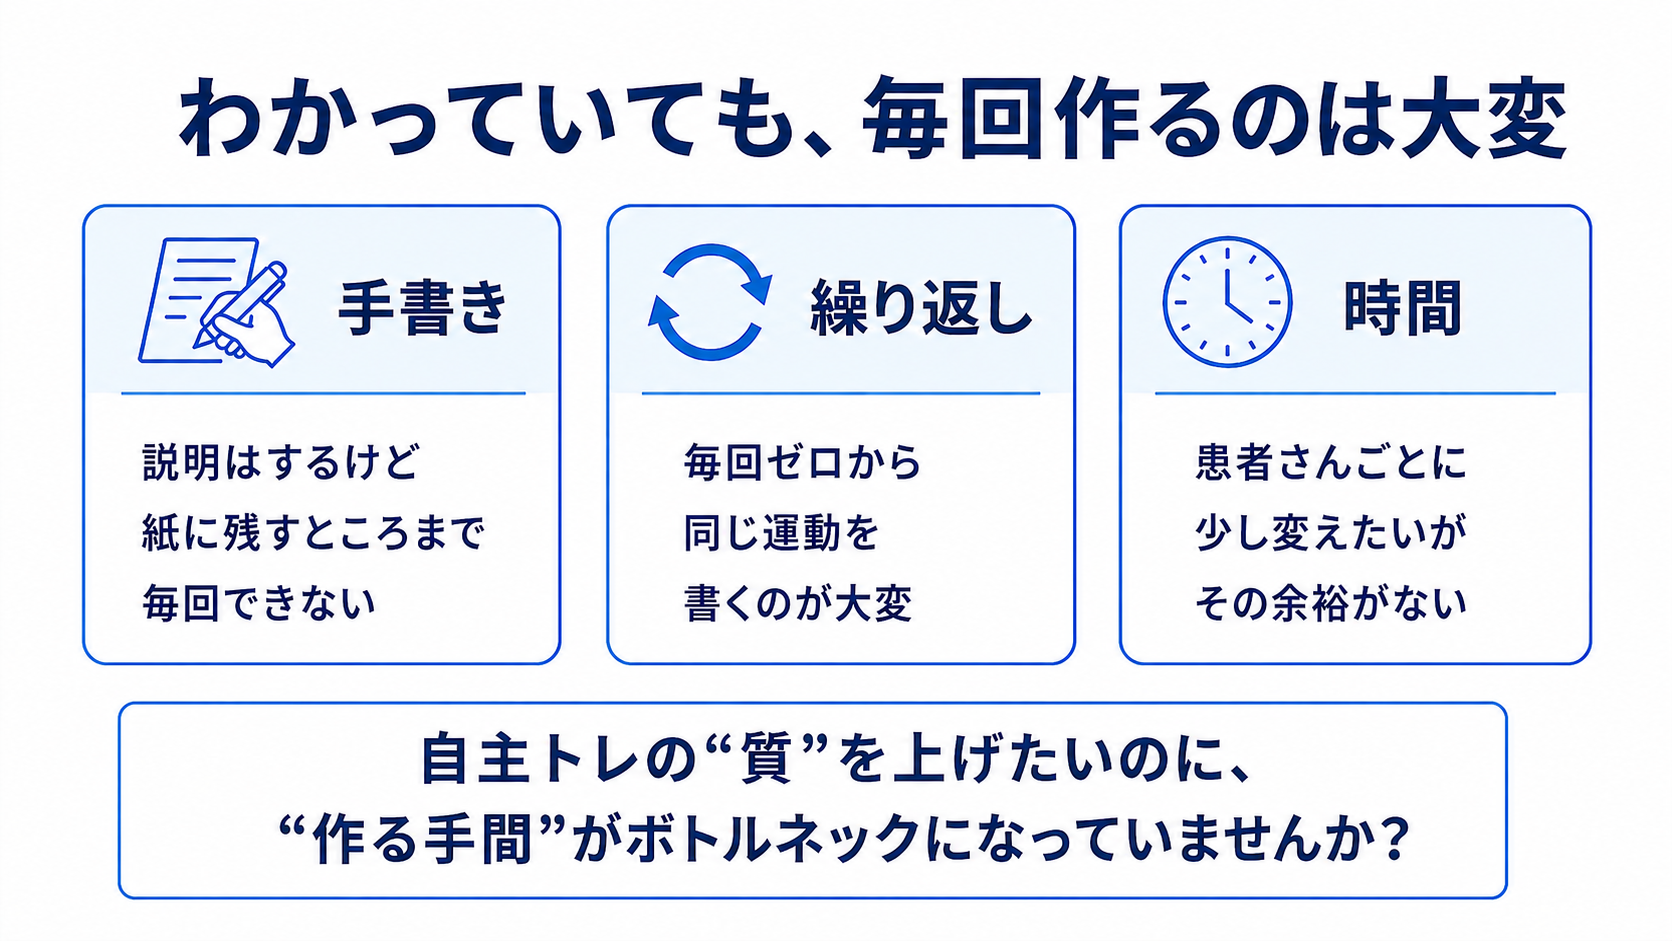 わかっていても、毎回作るのは大変
手書き
説明はするけど
紙に残すところまで
毎回できない
繰り返し
毎回ゼロから
同じ運動を
書くのが大変
時間
患者さんごとに
少し変えたいが
その余裕がない
自主トレの“質”を上げたいのに、
“作る手間”がボトルネックになっていませんか?